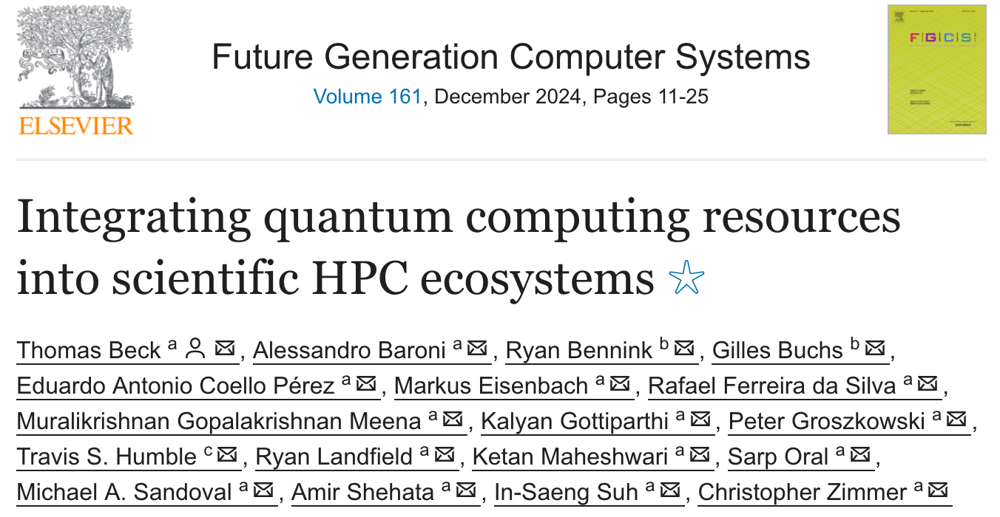 ELSEVIER
Future Generation Computer Systems
Volume 161, December 2024, Pages 11-25
FGCS
Integrating quantum computing resources
into scientific HPC ecosystems
Thomas Beck a, Alessandro Baroni a, Ryan Bennink b, Gilles Buchs b,
Eduardo Antonio Coello Pérez a, Markus Eisenbach a, Rafael Ferreira da Silva a,
Muralikrishnan Gopalakrishnan Meena a, Kalyan Gottiparthi a, Peter Groszkowski a,
Travis S. Humble c, Ryan Landfield a, Ketan Maheshwari a, Sarp Oral a,
Michael A. Sandoval a, Amir Shehata a, In-Saeng Suh a, Christopher Zimmer a